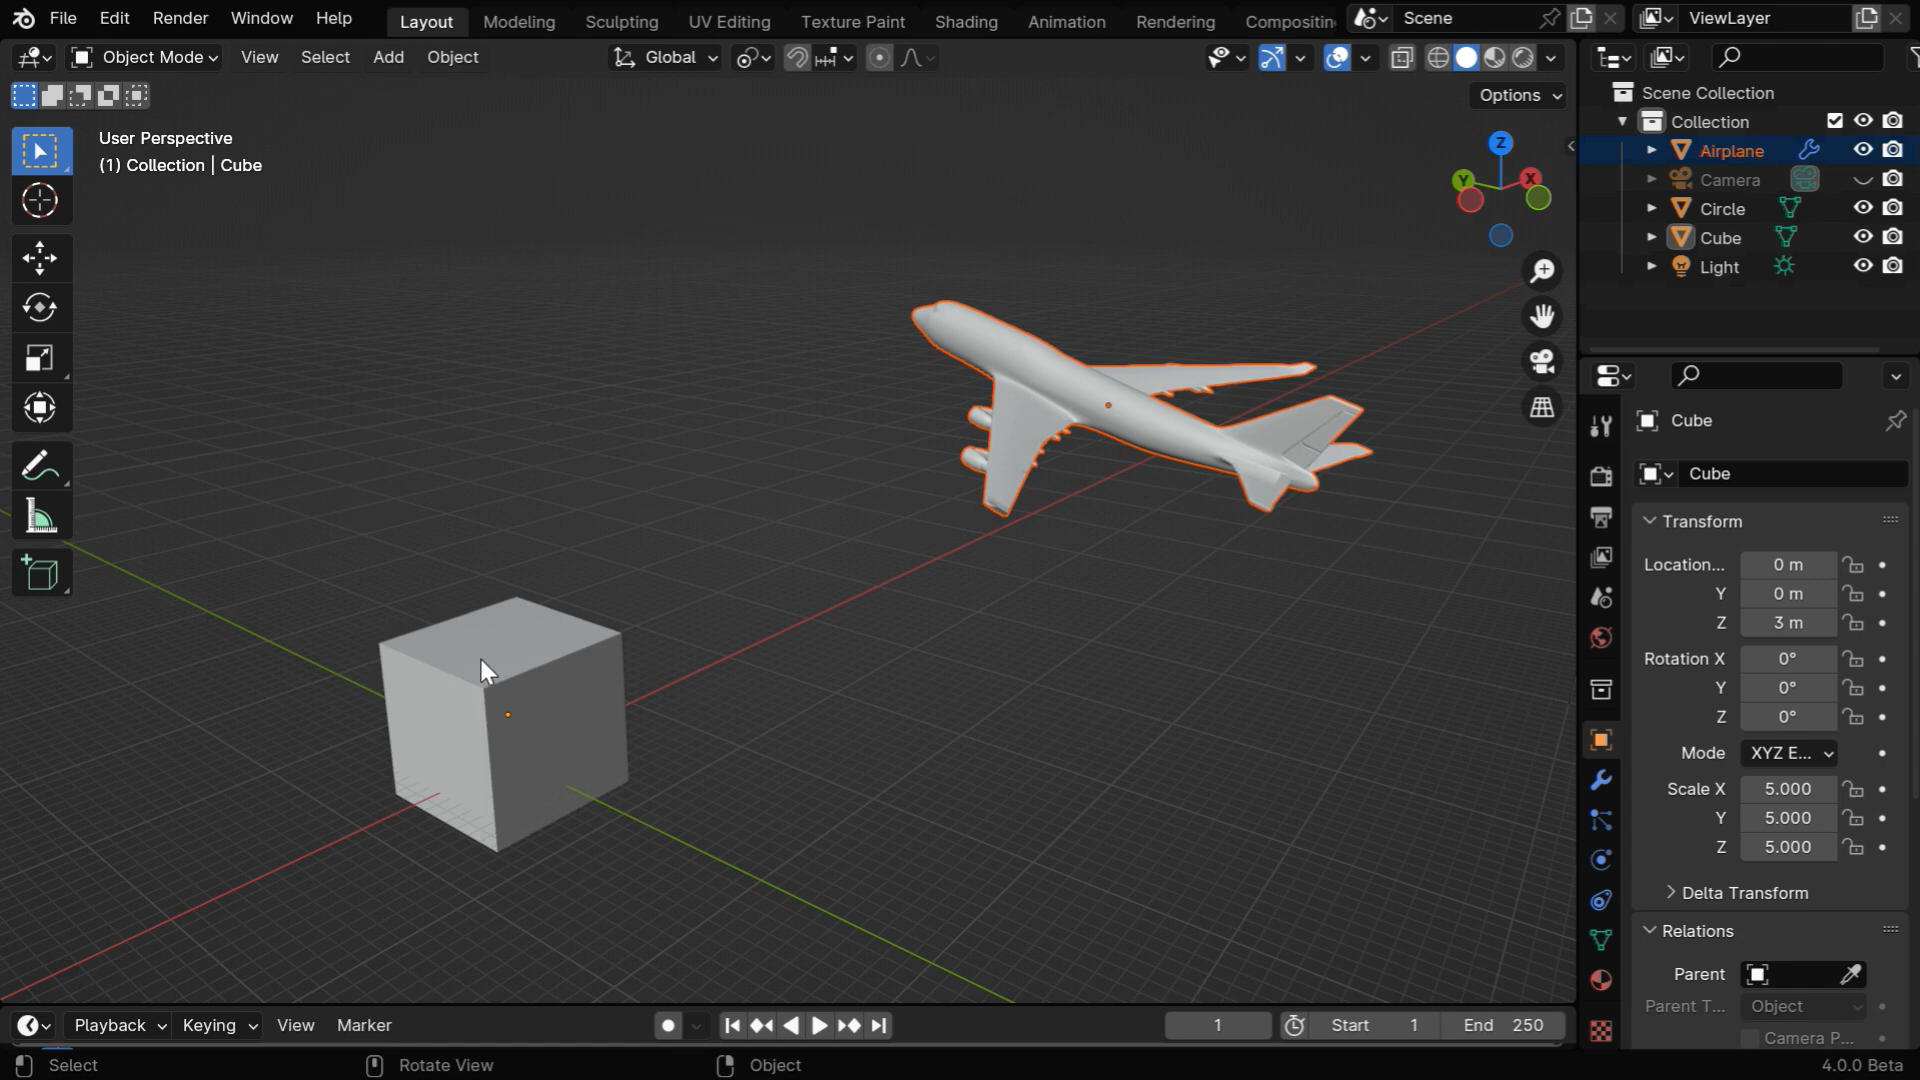 File Edit Render Window Help Layout Modeling Sculpting UV Editing Texture Paint Shading Animation Rendering Compositin Scene ViewLayer
Object Mode View Select Add Object Global
Options
User Perspective
(1) Collection | Cube
Z
Y
X
Scene Collection
Collection
Airplane
Camera
Circle
Cube
Light
Cube
Cube
Transform
Location... 0 m
Y 0 m
Z 3 m
Rotation X 0°
Y 0°
Z 0°
Mode XYZ E...
Scale X 5.000
Y 5.000
Z 5.000
Delta Transform
Relations
Parent
Parent T... Object
Camera P...
Playback Keying View Marker 1 Start 1 End 250
Select Rotate View Object 4.0.0 Beta